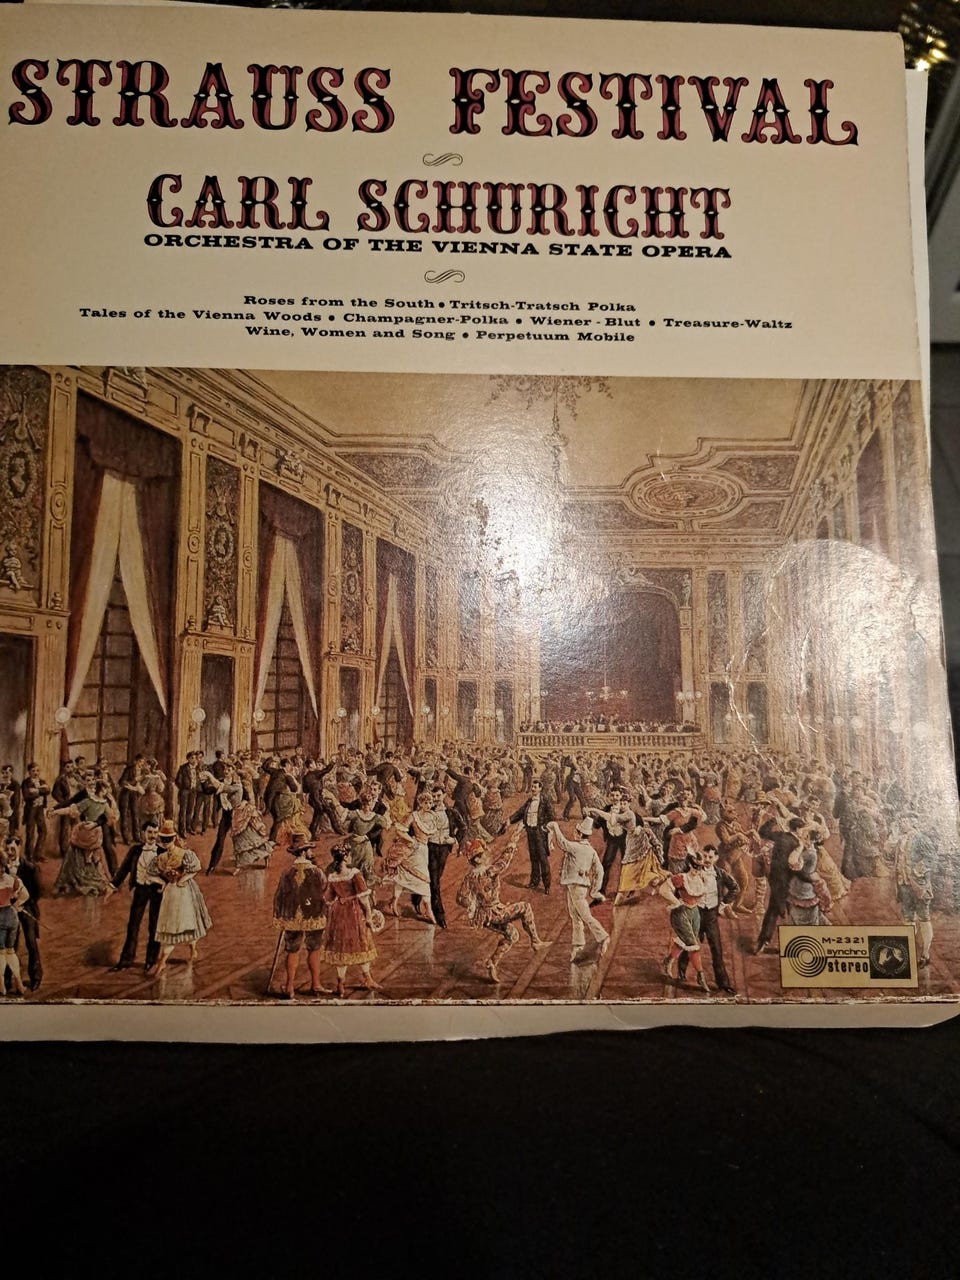 STRAUSS FESTIVAL
CARL SCHURICHT
ORCHESTRA OF THE VIENNA STATE OPERA
Roses from the South • Tritsch-Tratsch Polka
Tales of the Vienna Woods • Champagner-Polka • Wiener - Blut • Treasure-Waltz
Wine, Women and Song • Perpetuum Mobile
M-2321
synchro
stereo